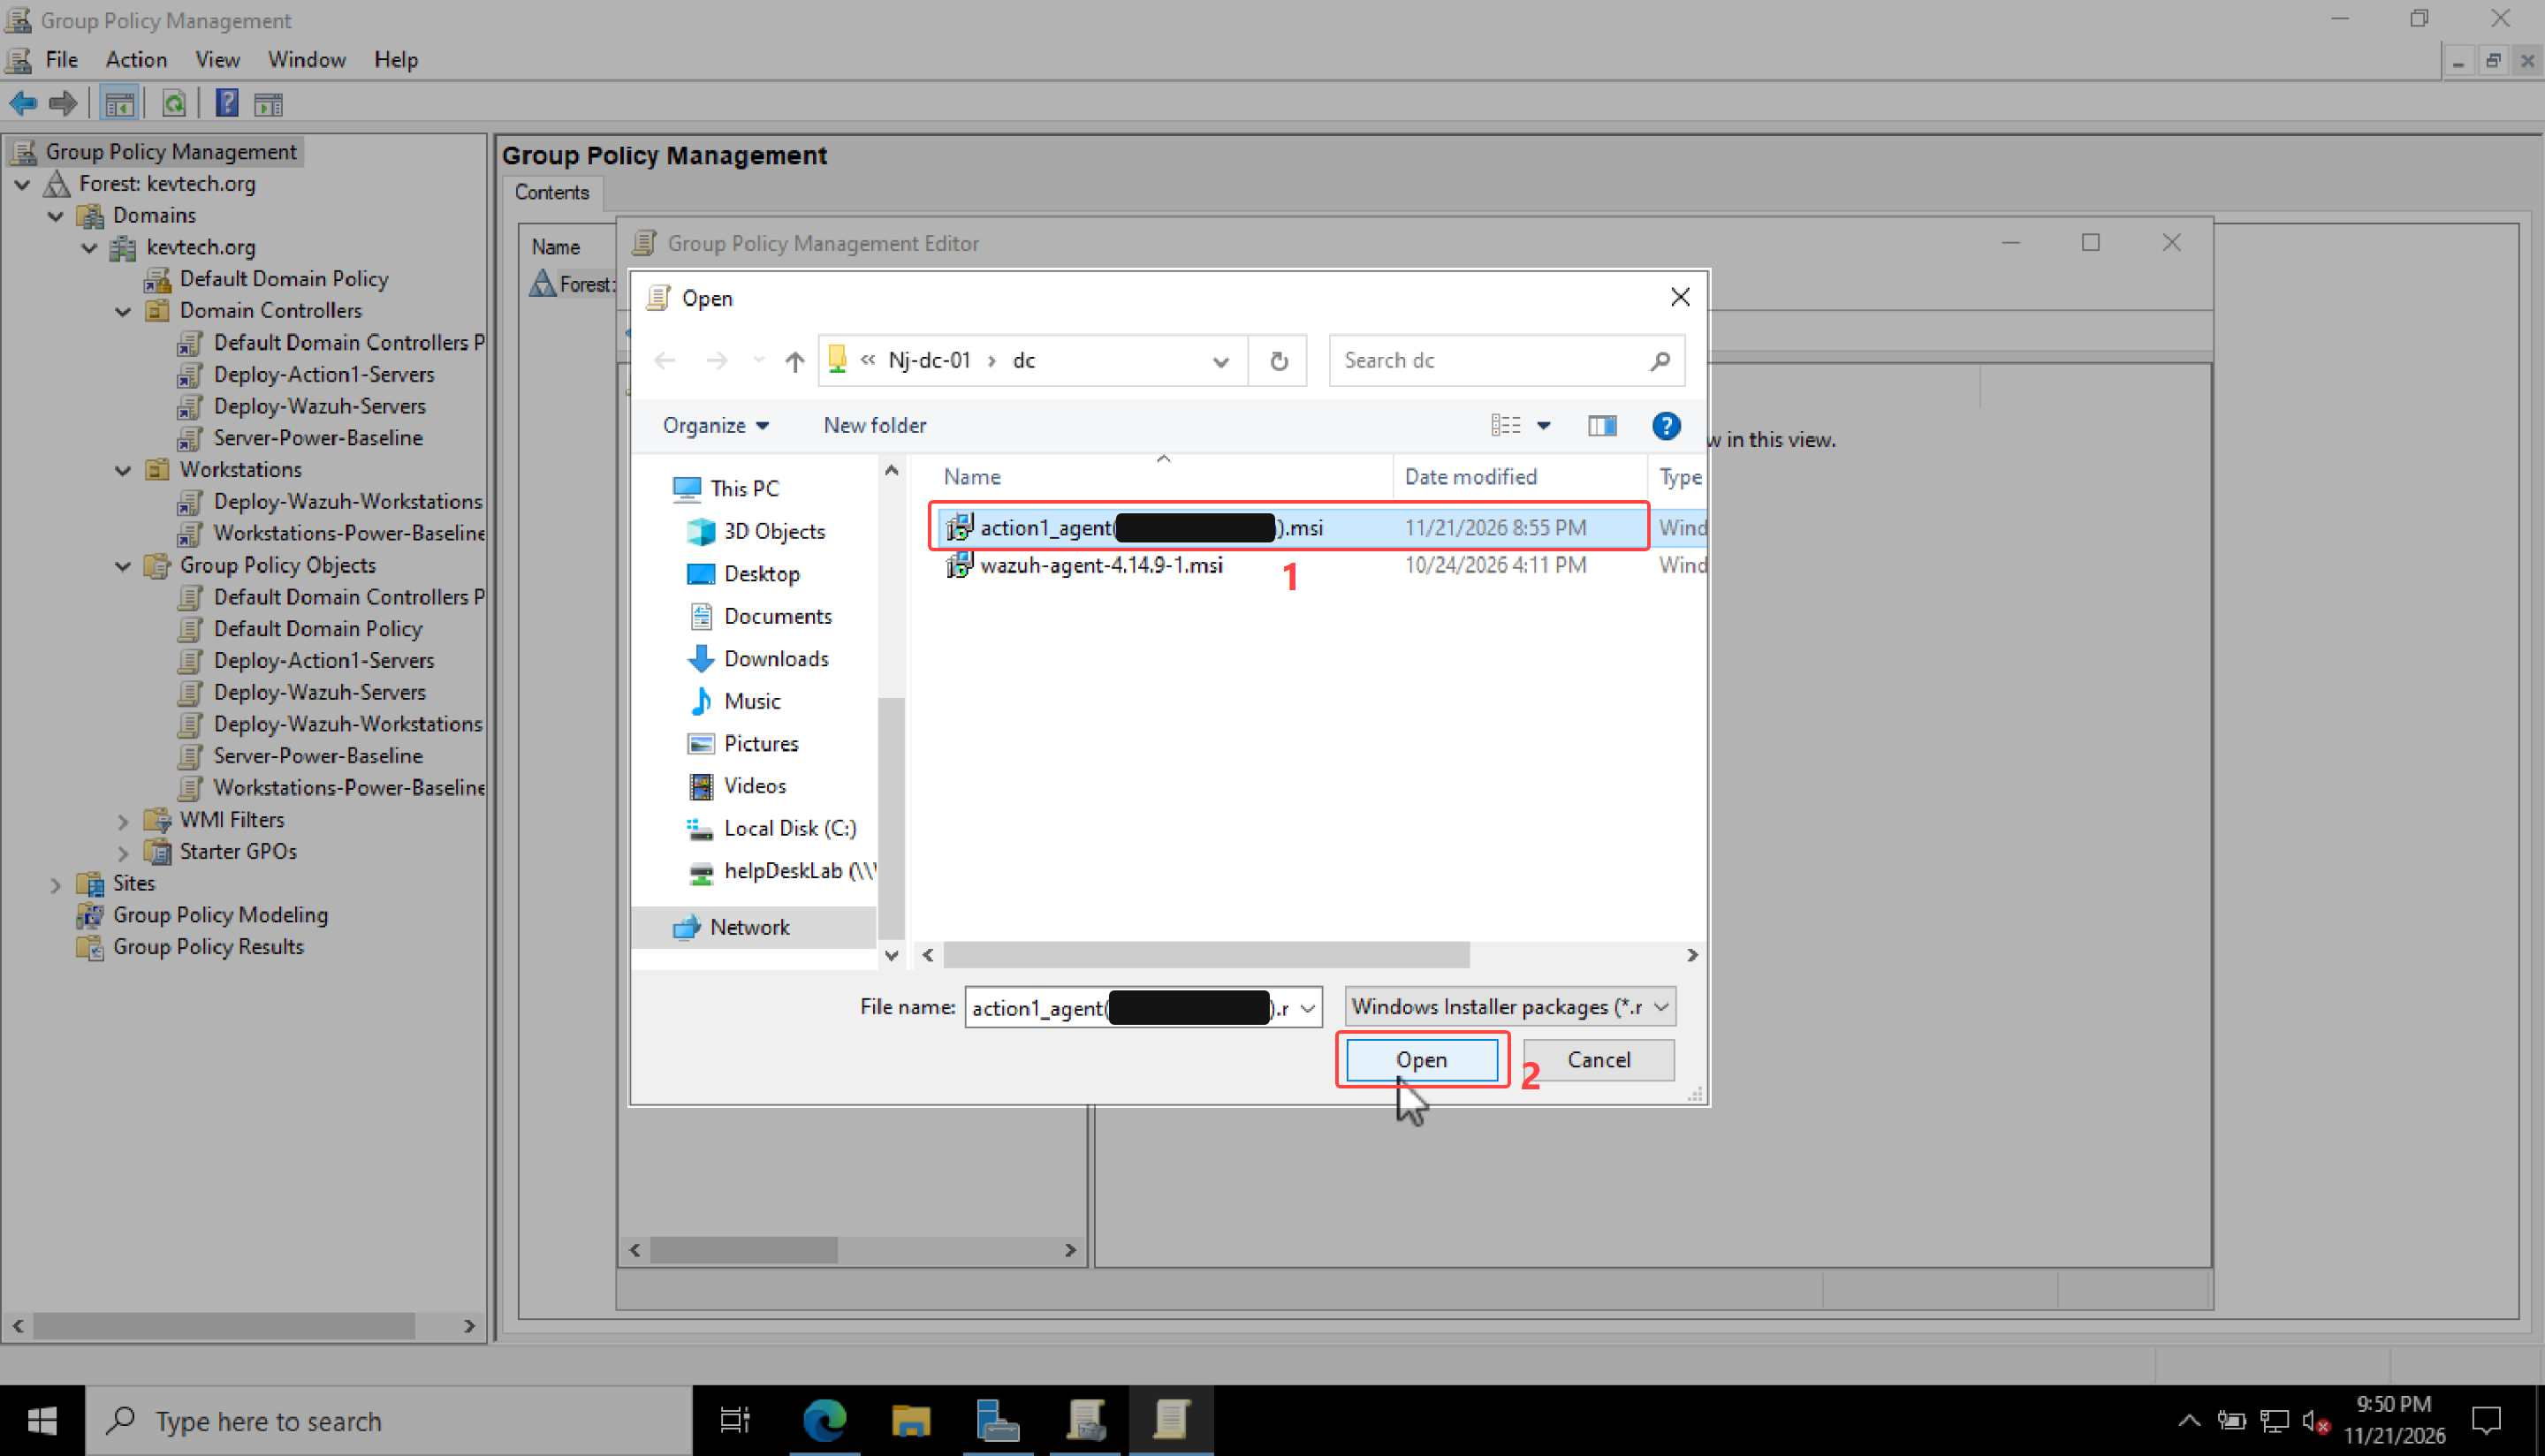 Group Policy Management
File Action View Window Help
Group Policy Management
Forest: kevtech.org
Domains
kevtech.org
Default Domain Policy
Domain Controllers
Default Domain Controllers P
Deploy-Action1-Servers
Deploy-Wazuh-Servers
Server-Power-Baseline
Workstations
Deploy-Wazuh-Workstations
Workstations-Power-Baseline
Group Policy Objects
Default Domain Controllers P
Default Domain Policy
Deploy-Action1-Servers
Deploy-Wazuh-Servers
Deploy-Wazuh-Workstations
Server-Power-Baseline
Workstations-Power-Baseline
WMI Filters
Starter GPOs
Sites
Group Policy Modeling
Group Policy Results
Group Policy Management
Contents
Name
Forest:
Group Policy Management Editor
w in this view.
Open
« Nj-dc-01 › dc
Search dc
Organize New folder
This PC
3D Objects
Desktop
Documents
Downloads
Music
Pictures
Videos
Local Disk (C:)
helpDeskLab (\\'
Network
Name Date modified Type
action1_agent( ).msi 11/21/2026 8:55 PM Wind
wazuh-agent-4.14.9-1.msi 10/24/2026 4:11 PM Wind
1
File name: action1_agent( ).r Windows Installer packages (*.r
Open Cancel
2
Type here to search
9:50 PM
11/21/2026